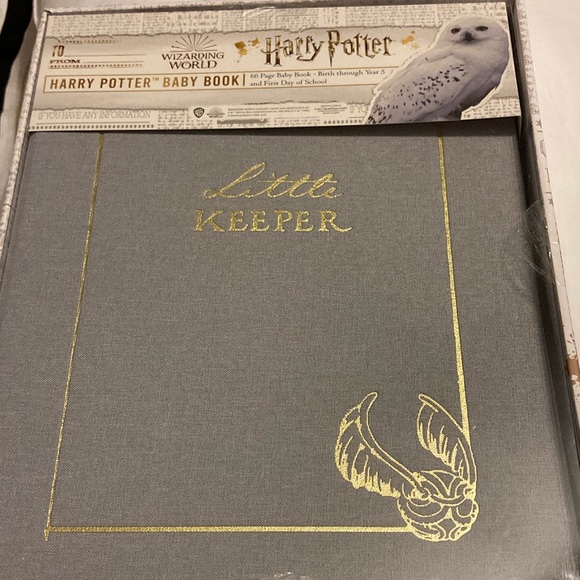 TO
FROM
WIZARDING
WORLD
Harry Potter
HARRY POTTER™ BABY BOOK
66 Page Baby Book - Birth through Year 5
and First Day of School
IF YOU HAVE ANY INFORMATION
Little
KEEPER